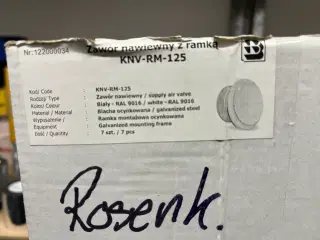 Nr:122000034
Zawór nawiewny z ramką
KNV-RM-125
Kod/ Code KNV-RM-125
Rodzaj/ Type Zawór nawiewny / supply air valve
Kolor/ Colour Biały - RAL 9016 / white - RAL 9016
Materiał / Material Blacha ocynkowana / galvanized steel
Wyposażenie / Ramka montażowa ocynkowana
Equipment Galvanized mounting frame
Ilość / Quantity 7 szt. / 7 pcs
Rosenk.